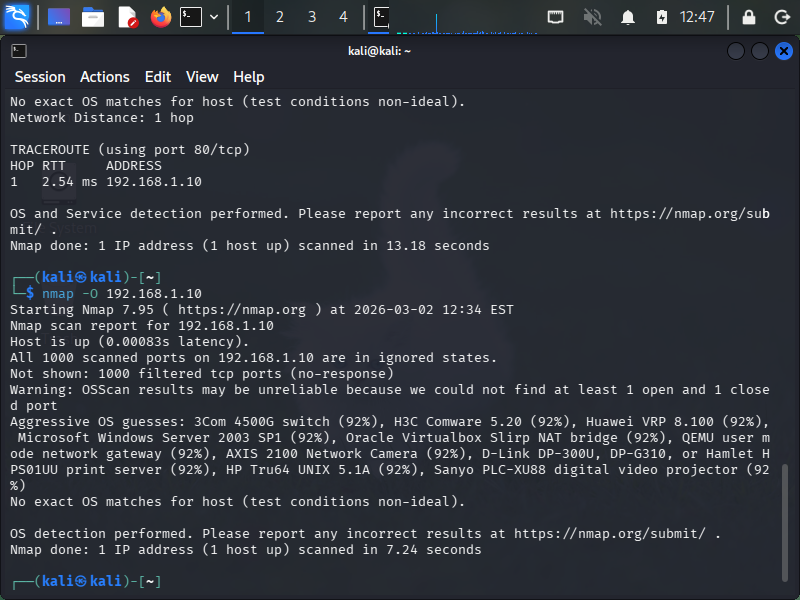 1 2 3 4 12:47
kali@kali: ~
Session Actions Edit View Help
No exact OS matches for host (test conditions non-ideal).
Network Distance: 1 hop
TRACEROUTE (using port 80/tcp)
HOP RTT ADDRESS
1 2.54 ms 192.168.1.10
OS and Service detection performed. Please report any incorrect results at https://nmap.org/sub
mit/ .
Nmap done: 1 IP address (1 host up) scanned in 13.18 seconds
┌──(kali㉿kali)-[~]
└─$ nmap -O 192.168.1.10
Starting Nmap 7.95 ( https://nmap.org ) at 2026-03-02 12:34 EST
Nmap scan report for 192.168.1.10
Host is up (0.00083s latency).
All 1000 scanned ports on 192.168.1.10 are in ignored states.
Not shown: 1000 filtered tcp ports (no-response)
Warning: OSScan results may be unreliable because we could not find at least 1 open and 1 close
d port
Aggressive OS guesses: 3Com 4500G switch (92%), H3C Comware 5.20 (92%), Huawei VRP 8.100 (92%),
 Microsoft Windows Server 2003 SP1 (92%), Oracle Virtualbox Slirp NAT bridge (92%), QEMU user m
ode network gateway (92%), AXIS 2100 Network Camera (92%), D-Link DP-300U, DP-G310, or Hamlet H
PS01UU print server (92%), HP Tru64 UNIX 5.1A (92%), Sanyo PLC-XU88 digital video projector (92
%)
No exact OS matches for host (test conditions non-ideal).
OS detection performed. Please report any incorrect results at https://nmap.org/submit/ .
Nmap done: 1 IP address (1 host up) scanned in 7.24 seconds
┌──(kali㉿kali)-[~]